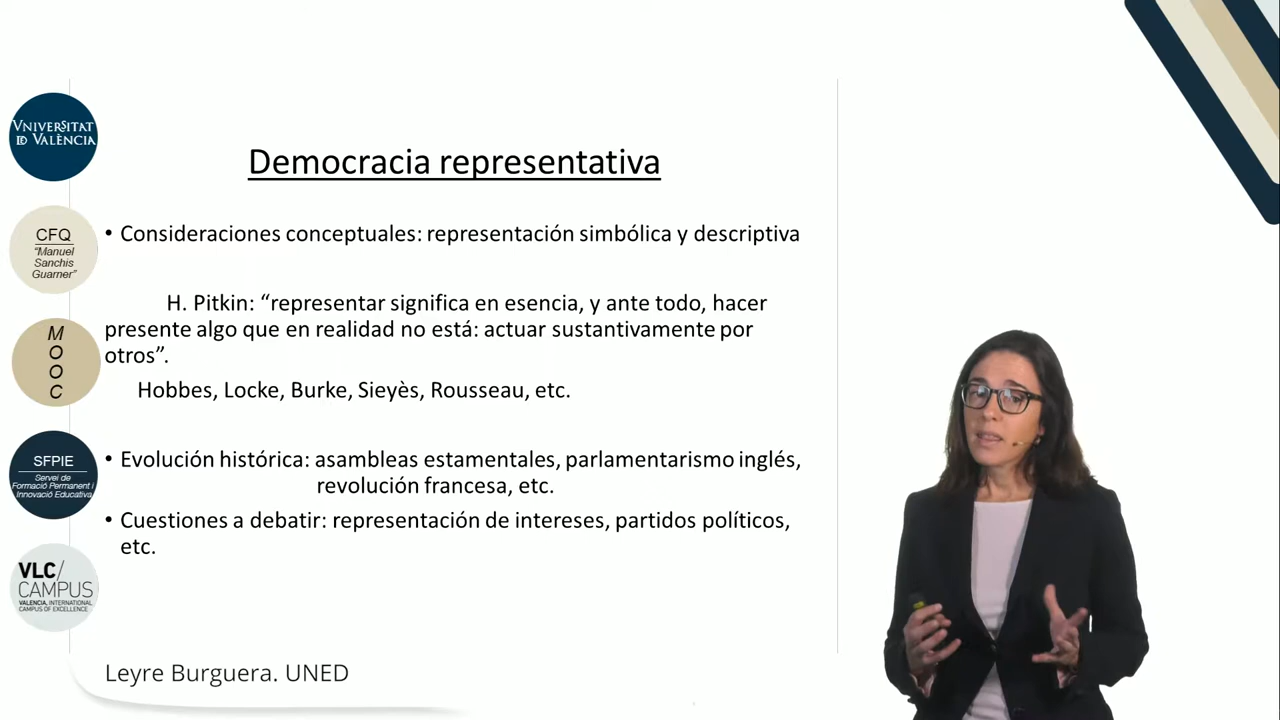 VNIVERSITAT
ID VALÈNCIA
CFQ
"Manuel
Sanchis
Guarner"
M
O
O
C
SFPIE
Servei de
Formació Permanent i
Innovació Educativa
VLC/
CAMPUS
VALENCIA, INTERNATIONAL
CAMPUS OF EXCELLENCE
Democracia representativa
• Consideraciones conceptuales: representación simbólica y descriptiva
H. Pitkin: “representar significa en esencia, y ante todo, hacer
presente algo que en realidad no está: actuar sustantivamente por
otros”.
Hobbes, Locke, Burke, Sieyès, Rousseau, etc.
• Evolución histórica: asambleas estamentales, parlamentarismo inglés,
revolución francesa, etc.
• Cuestiones a debatir: representación de intereses, partidos políticos,
etc.
Leyre Burguera. UNED